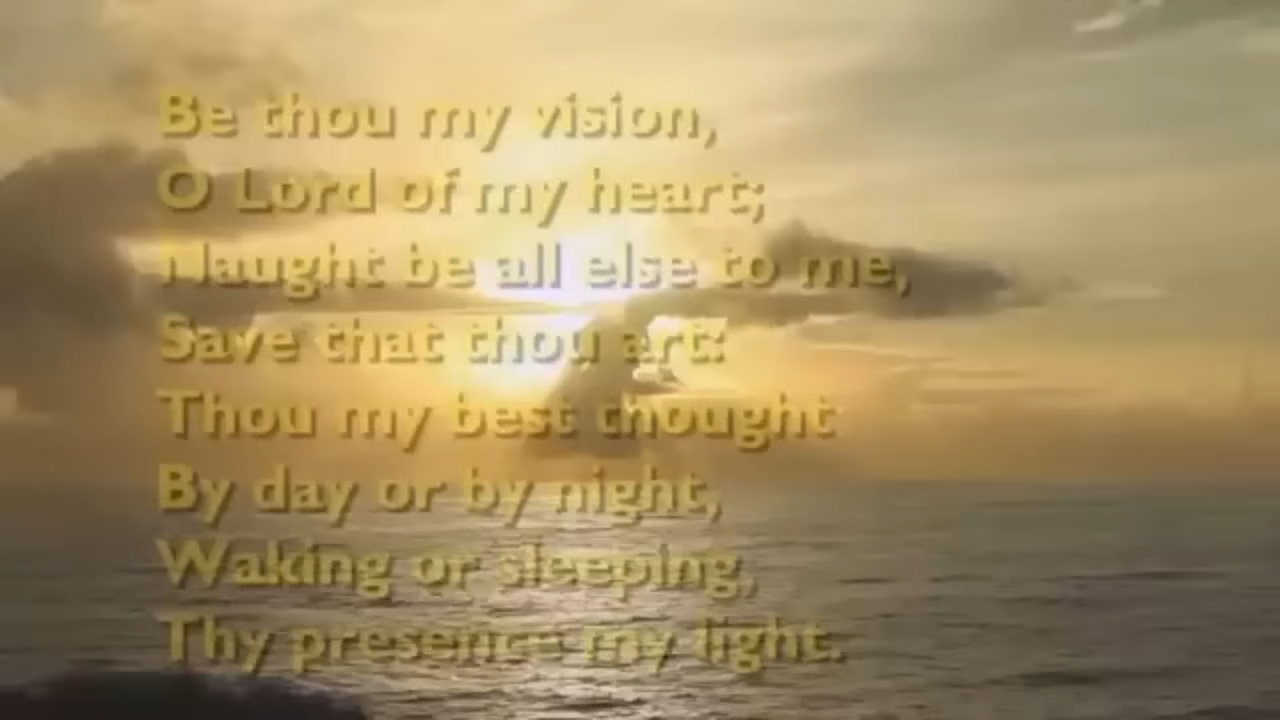 Be thou my vision,
O Lord of my heart;
Naught be all else to me,
Save that thou art:
Thou my best thought
By day or by night,
Waking or sleeping,
Thy presence my light.